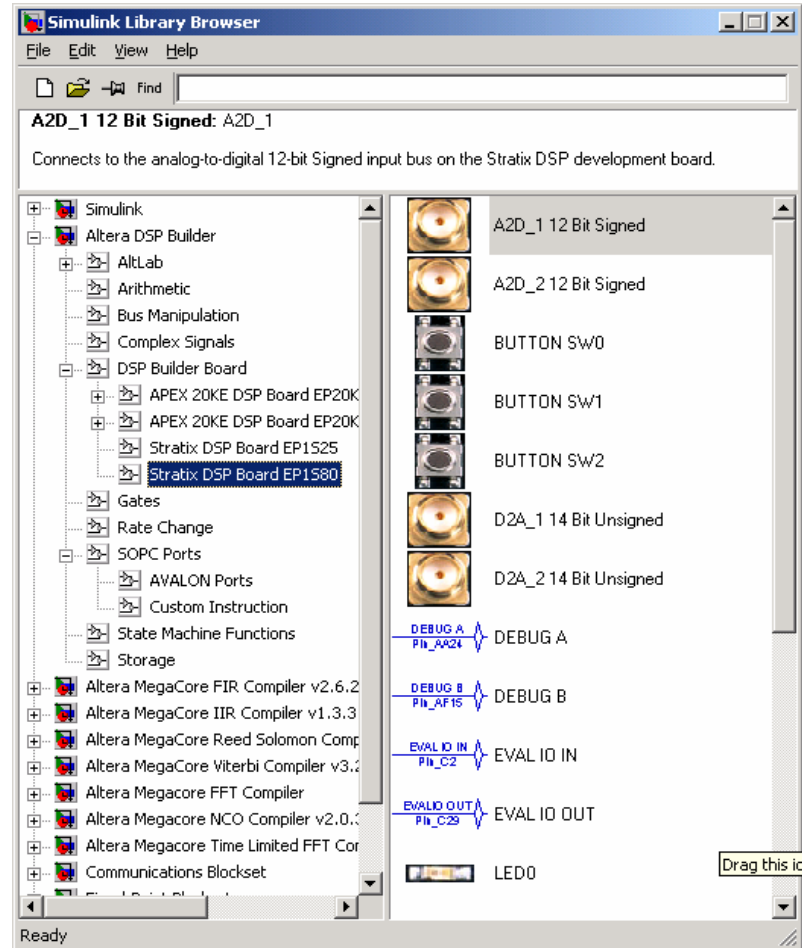 Simulink Library Browser
File Edit View Help
Find
A2D_1 12 Bit Signed: A2D_1
Connects to the analog-to-digital 12-bit Signed input bus on the Stratix DSP development board.
Simulink
Altera DSP Builder
AltLab
Arithmetic
Bus Manipulation
Complex Signals
DSP Builder Board
APEX 20KE DSP Board EP20K
APEX 20KE DSP Board EP20K
Stratix DSP Board EP1S25
Stratix DSP Board EP1S80
Gates
Rate Change
SOPC Ports
AVALON Ports
Custom Instruction
State Machine Functions
Storage
Altera MegaCore FIR Compiler v2.6.2
Altera MegaCore IIR Compiler v1.3.3
Altera MegaCore Reed Solomon Comp
Altera MegaCore Viterbi Compiler v3.2
Altera MegaCore FFT Compiler
Altera Megacore NCO Compiler v2.0.3
Altera Megacore Time Limited FFT Cor
Communications Blockset
A2D_1 12 Bit Signed
A2D_2 12 Bit Signed
BUTTON SW0
BUTTON SW1
BUTTON SW2
D2A_1 14 Bit Unsigned
D2A_2 14 Bit Unsigned
DEBUG A
Pin_AA24
DEBUG A
DEBUG B
Pin_AF15
DEBUG B
EVAL IO IN
Pin_C2
EVAL IO IN
EVAL IO OUT
Pin_C29
EVAL IO OUT
LED0
Drag this ic
Ready